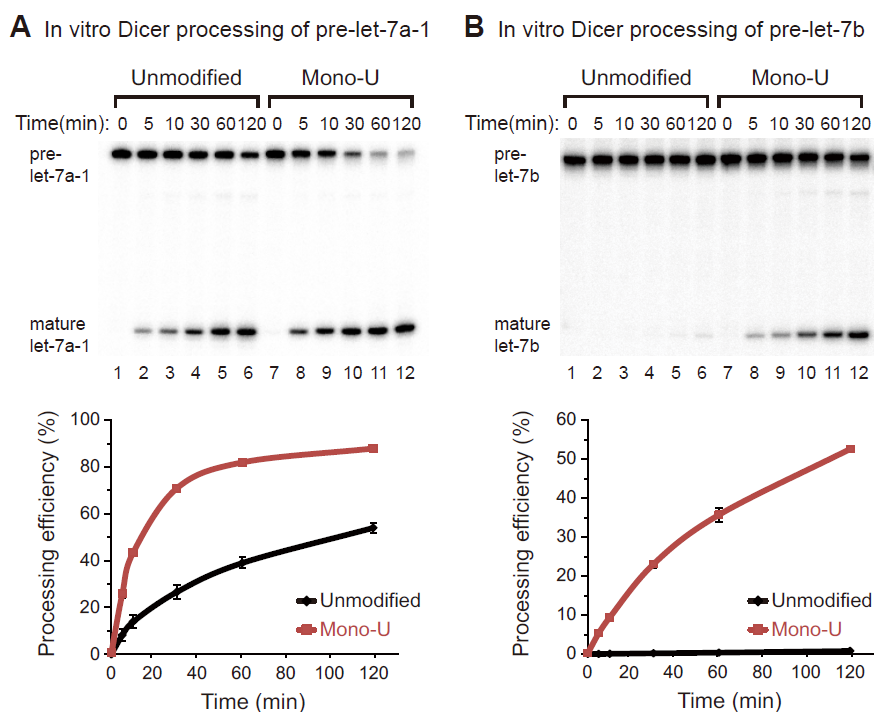 A In vitro Dicer processing of pre-let-7a-1
Unmodified Mono-U
Time(min): 0 5 10 30 60 120 0 5 10 30 60 120
pre-
let-7a-1
mature
let-7a-1
1 2 3 4 5 6 7 8 9 10 11 12
Processing efficiency (%)
100
80
60
40
20
0
0 20 40 60 80 100 120
Time (min)
Unmodified
Mono-U
B In vitro Dicer processing of pre-let-7b
Unmodified Mono-U
Time(min): 0 5 10 30 60 120 0 5 10 30 60 120
pre-
let-7b
mature
let-7b
1 2 3 4 5 6 7 8 9 10 11 12
Processing efficiency (%)
60
50
40
30
20
10
0
0 20 40 60 80 100 120
Time (min)
Unmodified
Mono-U